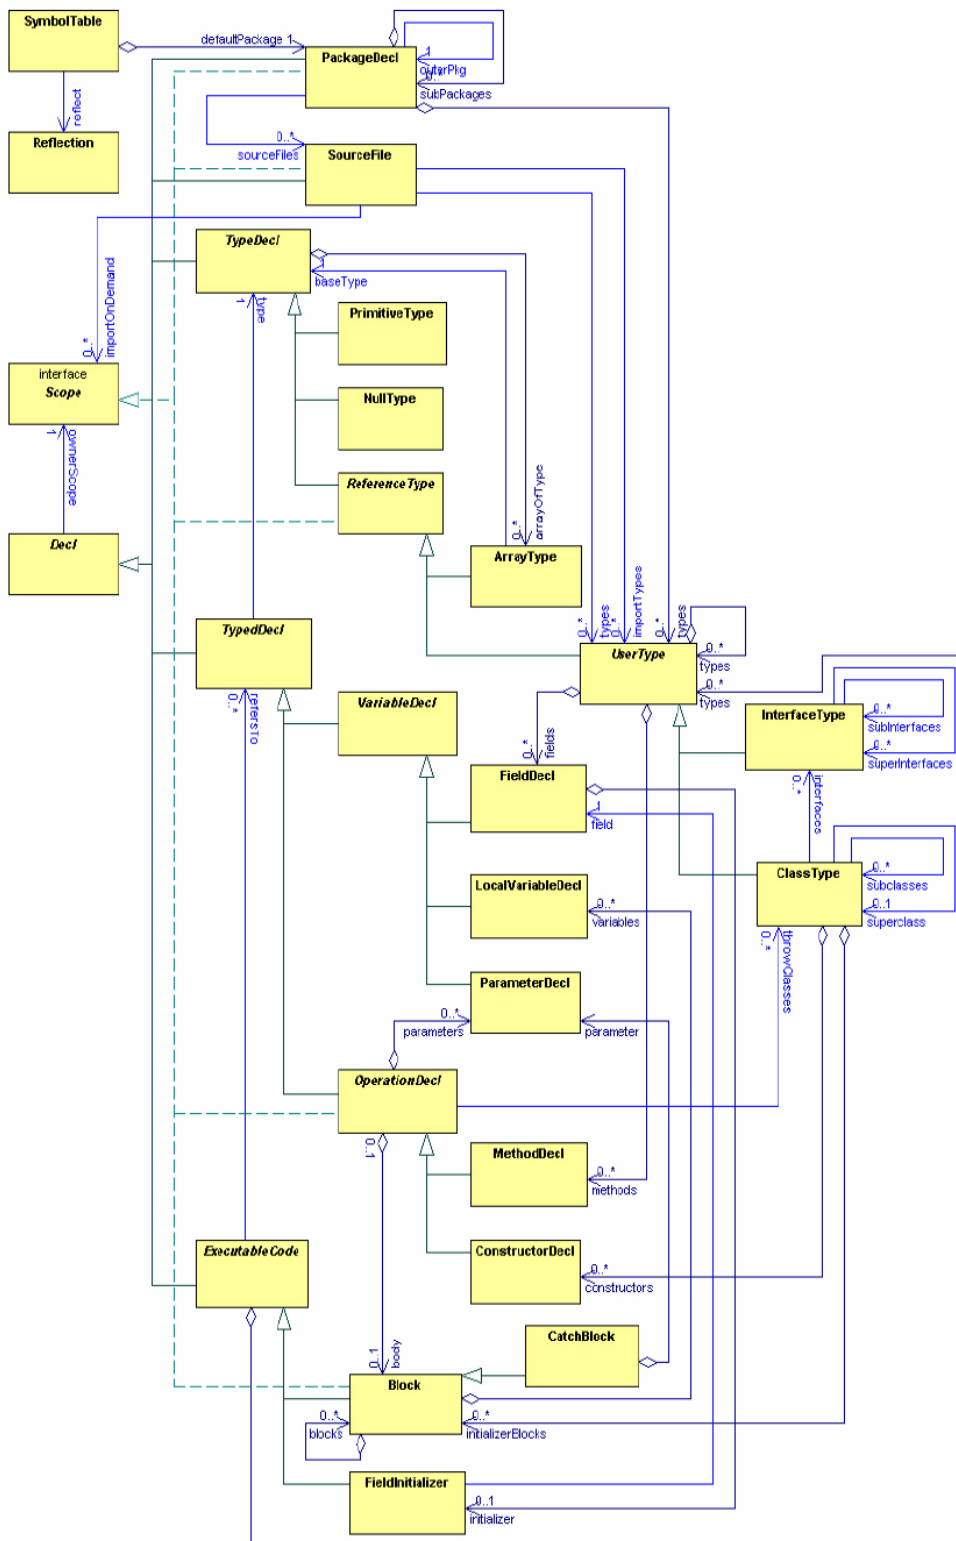 SymbolTable
defaultPackage 1
PackageDecl
1
outerPkg
0..*
subPackages
reflect
Reflection
0..*
sourceFiles
SourceFile
TypeDecl
1
baseType
type
1
PrimitiveType
importOnDemand
0..*
interface
Scope
NullType
1
ownerScope
ReferenceType
Decl
arrayOfType
0..*
ArrayType
TypedDecl
types
0..*
importTypes
0..*
types
0..*
UserType
0..*
types
0..*
types
refersTo
0..*
VariableDecl
InterfaceType
0..*
subInterfaces
0..*
superInterfaces
fields
0..*
FieldDecl
1
field
interfaces
0..*
ClassType
0..*
subclasses
0..1
superclass
LocalVariableDecl
0..*
variables
throwClasses
0..*
ParameterDecl
0..*
parameters
parameter
OperationDecl
0..1
MethodDecl
0..*
methods
ExecutableCode
ConstructorDecl
0..*
constructors
CatchBlock
body
0..1
Block
0..*
blocks
0..*
initializerBlocks
FieldInitializer
0..1
initializer